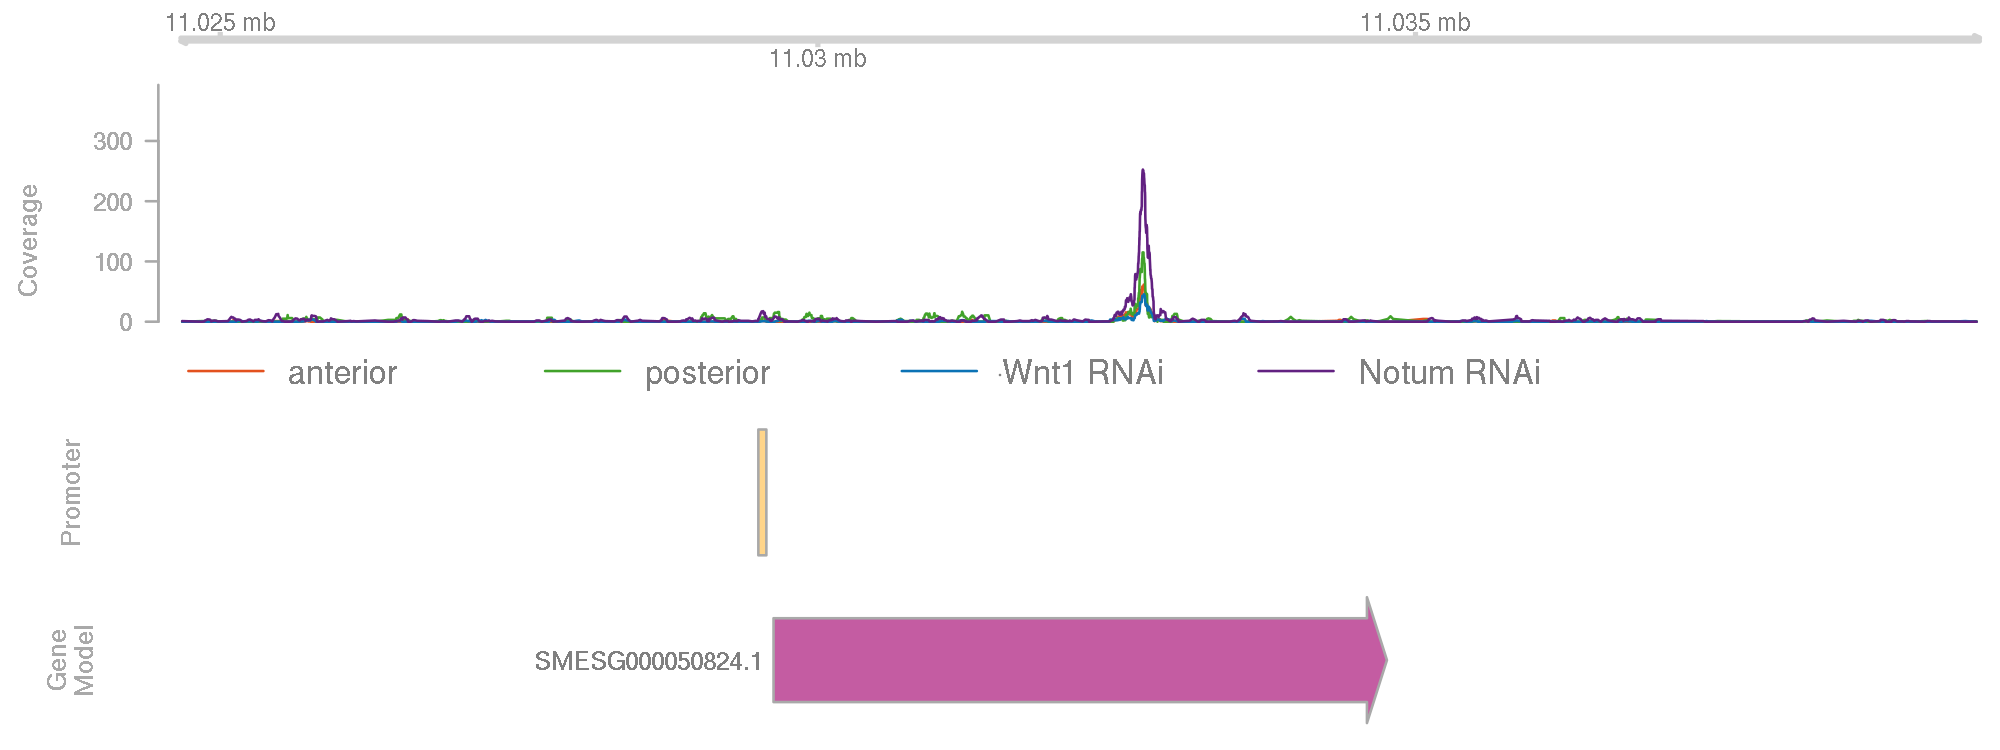 11.025 mb
11.035 mb
11.03 mb
Coverage
300
200
100
0
anterior
posterior
Wnt1 RNAi
Notum RNAi
Promoter
Gene
Model
SMESG000050824.1